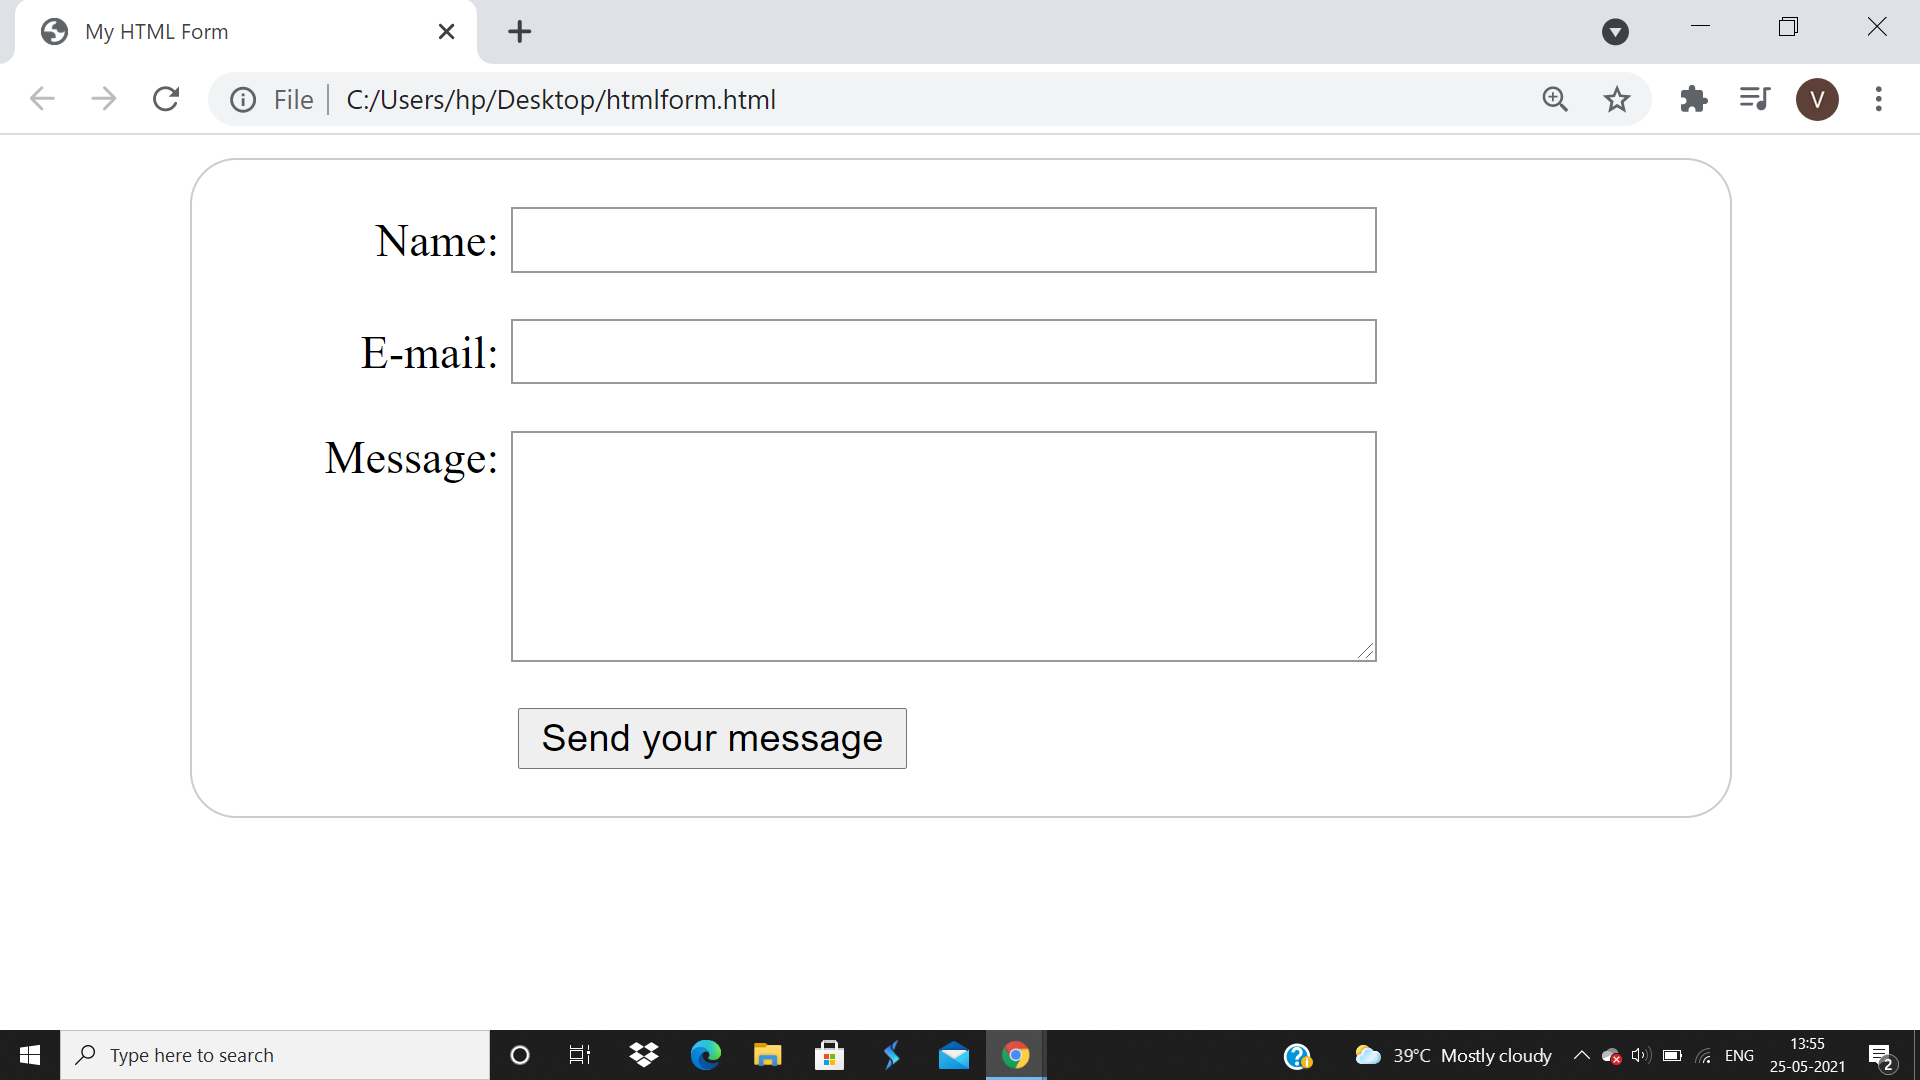 My HTML Form
File
C:/Users/hp/Desktop/htmlform.html
V
Name:
E-mail:
Message:
Send your message
Type here to search
39°C Mostly cloudy
ENG
13:55
25-05-2021
2